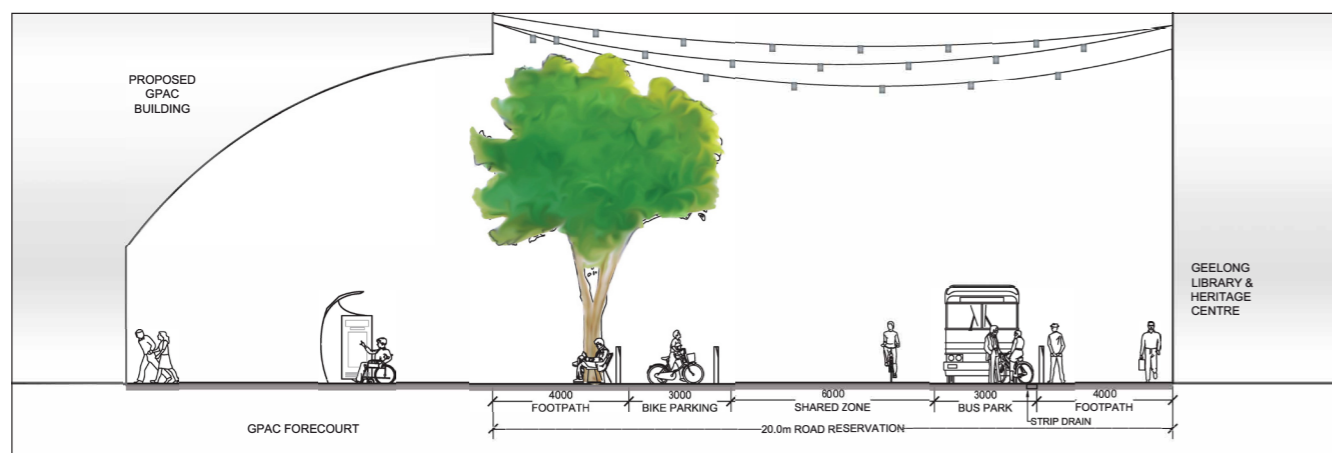 PROPOSED
GPAC
BUILDING
GEELONG
LIBRARY &
HERITAGE
CENTRE
4000
3000
6000
3000
4000
FOOTPATH
BIKE PARKING
SHARED ZONE
BUS PARK
FOOTPATH
STRIP DRAIN
GPAC FORECOURT
20.0m ROAD RESERVATION